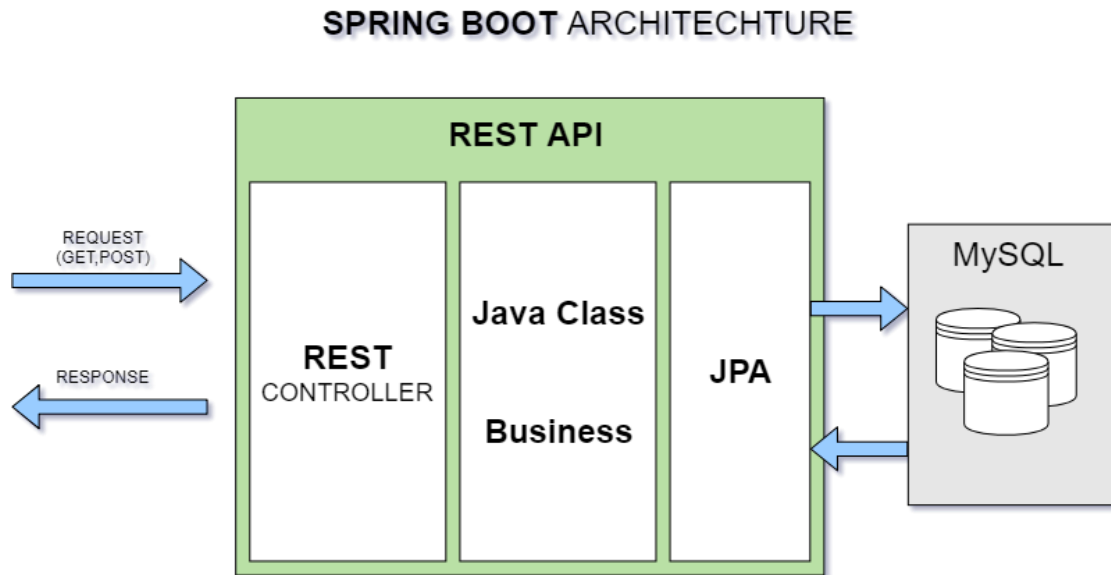 SPRING BOOT ARCHITECHTURE
REST API
REQUEST
(GET,POST)
RESPONSE
REST
CONTROLLER
Java Class
Business
JPA
MySQL